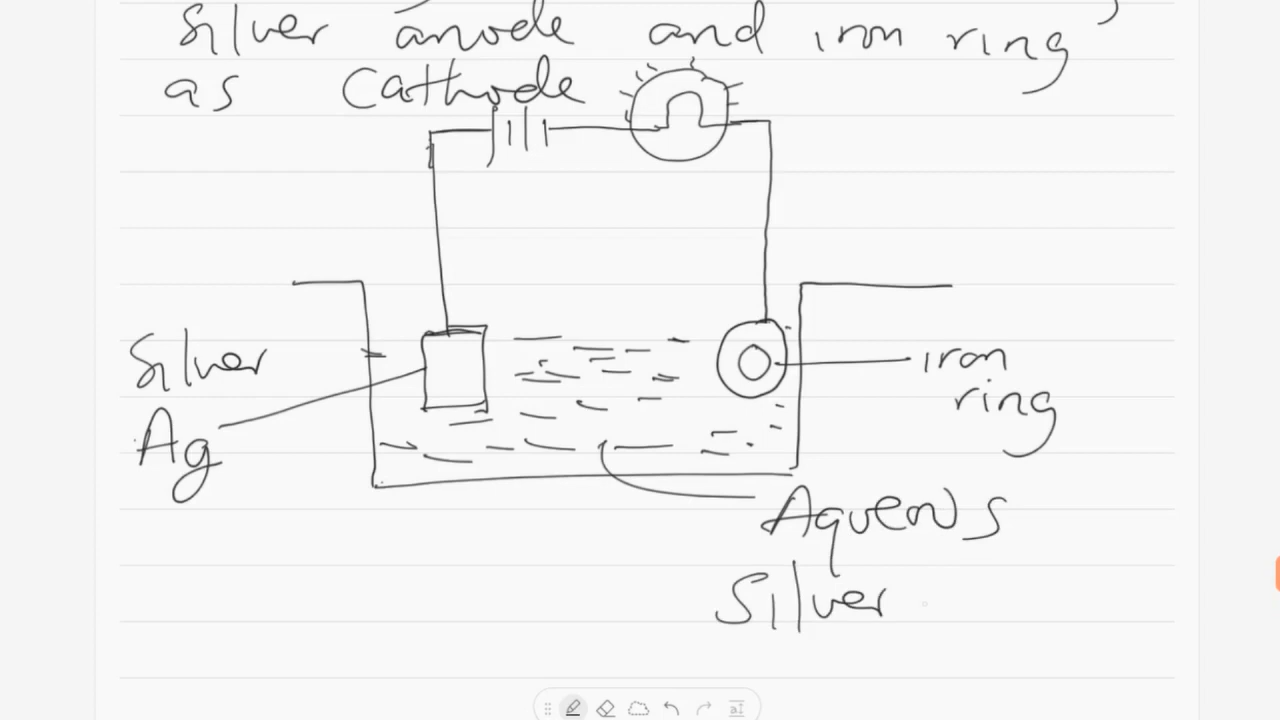 Silver anode and iron ring
as Cathode
Silver
Ag
iron
ring
Aqueous
Silver